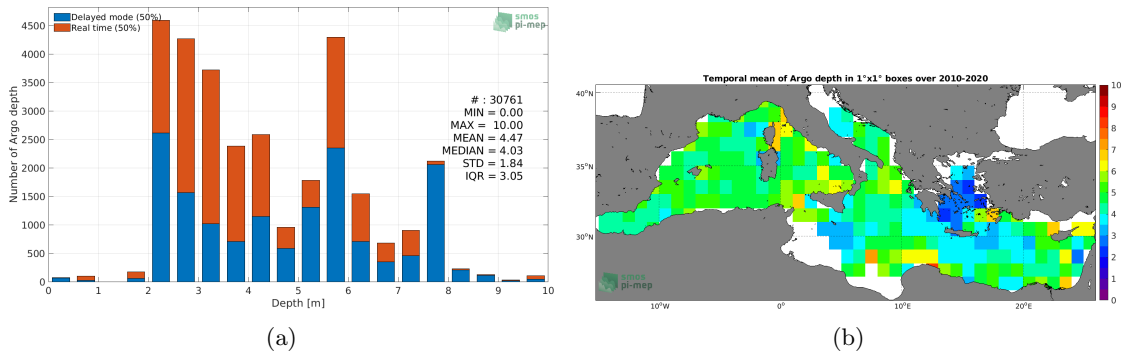 Delayed mode (50%)
Real time (50%)
smos
pi-mep
4500
4000
3500
3000
2500
2000
1500
1000
500
0
Number of Argo depth
# : 30761
MIN = 0.00
MAX = 10.00
MEAN = 4.47
MEDIAN = 4.03
STD = 1.84
IQR = 3.05
0 1 2 3 4 5 6 7 8 9 10
Depth [m]
(a)
Temporal mean of Argo depth in 1°x1° boxes over 2010-2020
40°N
35°N
30°N
10°W 0° 10°E 20°E
smos
pi-mep
10
9
8
7
6
5
4
3
2
1
0
(b)